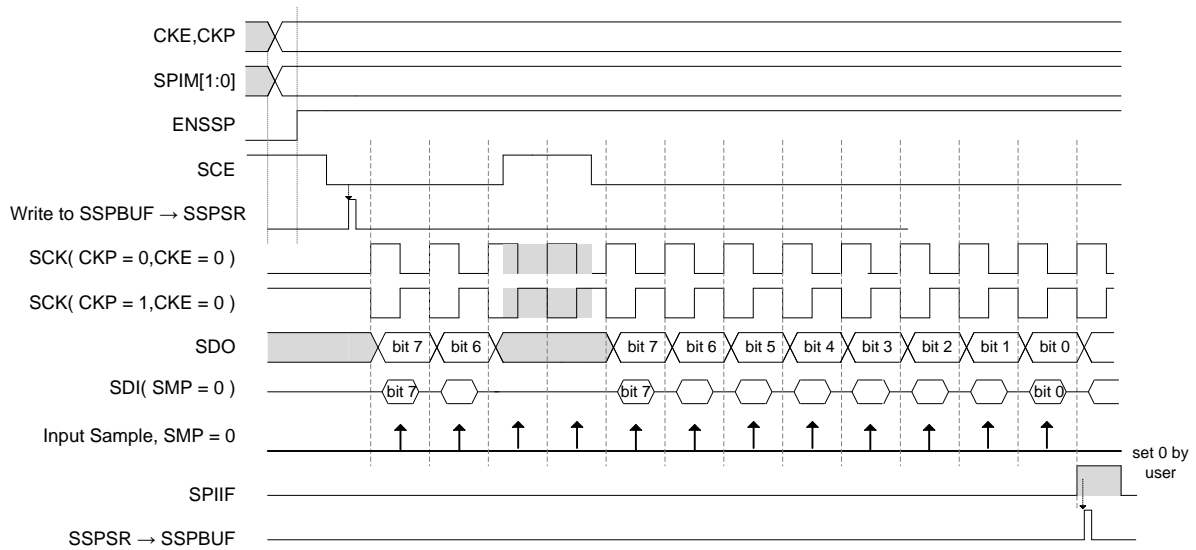 CKE,CKP
SPIM[1:0]
ENSSP
SCE
Write to SSPBUF → SSPSR
SCK( CKP = 0,CKE = 0 )
SCK( CKP = 1,CKE = 0 )
SDO
bit 7 bit 6 bit 7 bit 6 bit 5 bit 4 bit 3 bit 2 bit 1 bit 0
SDI( SMP = 0 )
bit 7 bit 7 bit 0
Input Sample, SMP = 0
set 0 by
user
SPIIF
SSPSR → SSPBUF